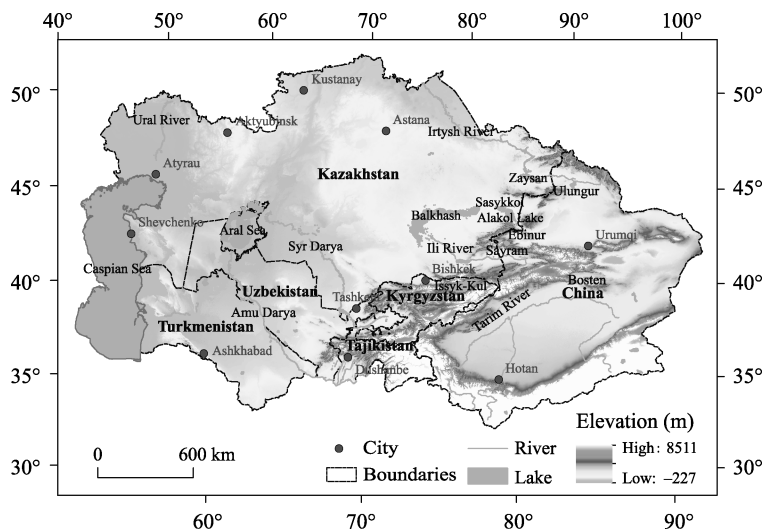 40° 50° 60° 70° 80° 90° 100°
50° 50°
45° 45°
40° 40°
35° 35°
30° 30°
Kustanay
Ural River
Aktyubinsk
Astana
Irtysh River
Atyrau
Kazakhstan
Zaysan
Ulungur
Sasykkol
Shevchenko
Balkhash
Alakol Lake
Aral Sea
Ebinur
Urumqi
Syr Darya
Ili River
Sayram
Caspian Sea
Bishkek
Bosten
Issyk-Kul
Uzbekistan
Tashkent
Kyrgyzstan
China
Amu Darya
Tarim River
Turkmenistan
Tajikistan
Ashkhabad
Dushanbe
Hotan
Elevation (m)
0 600 km
City
River
High: 8511
Boundaries
Lake
Low: –227
60° 70° 80° 90°